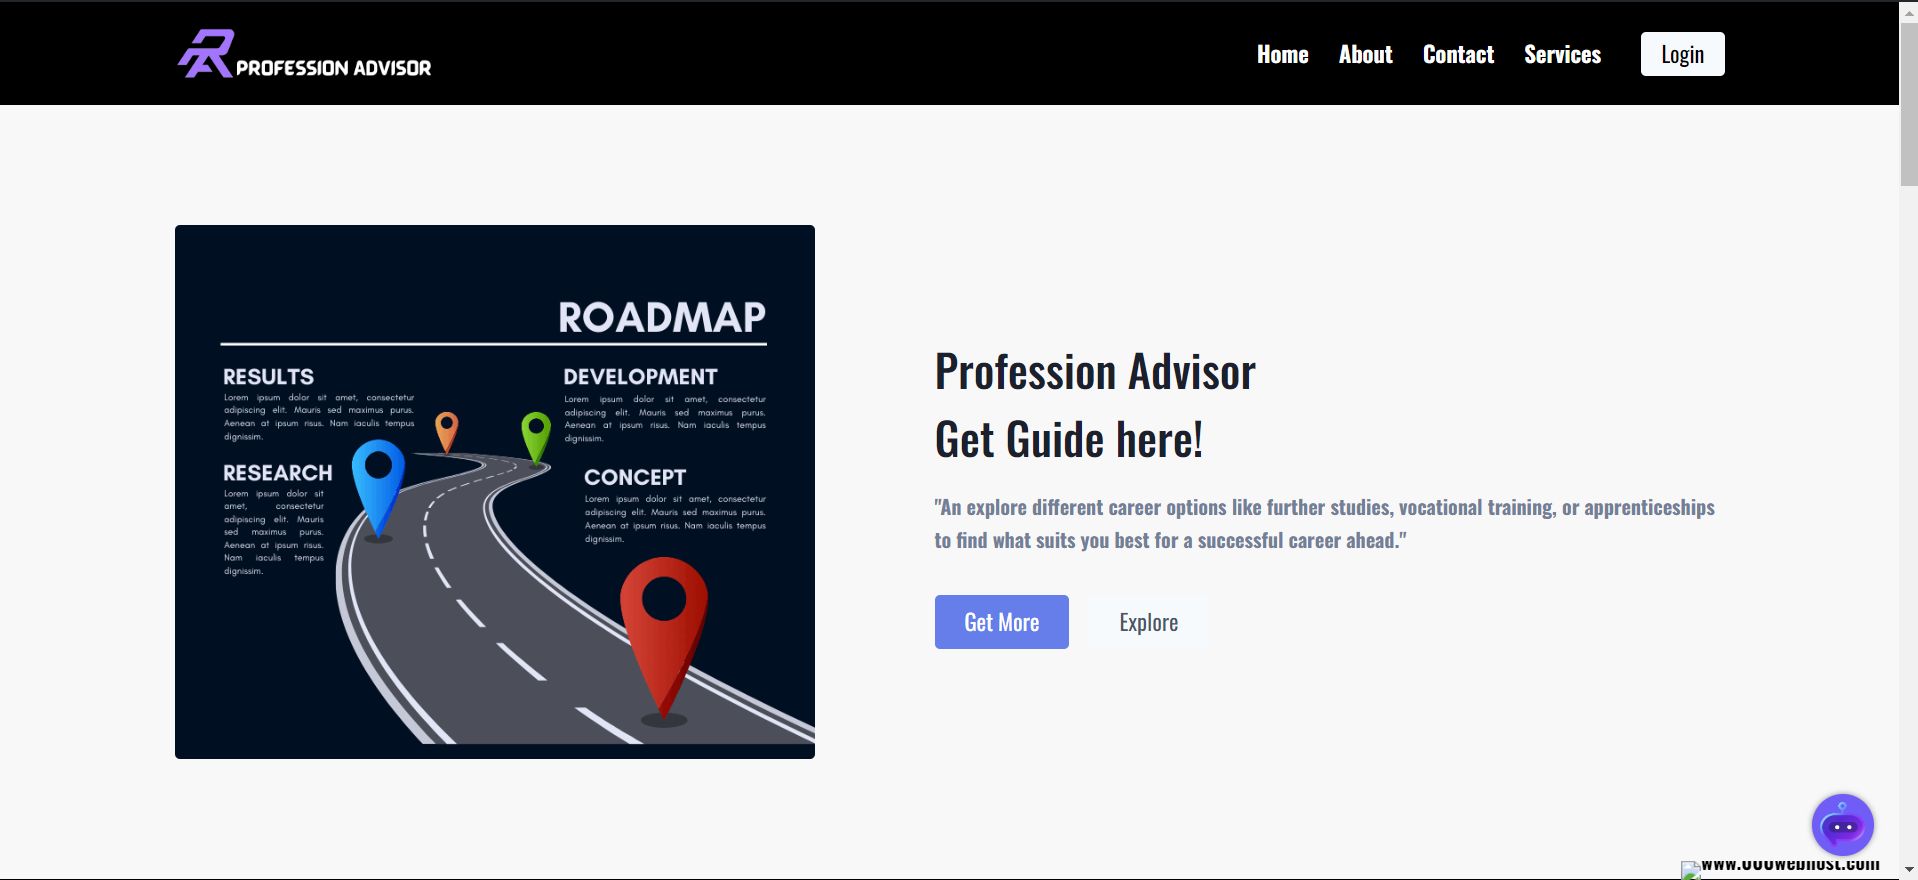 PROFESSION ADVISOR
Home About Contact Services Login
ROADMAP
RESULTS
Lorem ipsum dolor sit amet, consectetur
adipiscing elit. Mauris sed maximus purus.
Aenean at ipsum risus. Nam iaculis tempus
dignissim.
DEVELOPMENT
Lorem ipsum dolor sit amet, consectetur
adipiscing elit. Mauris sed maximus purus.
Aenean at ipsum risus. Nam iaculis tempus
dignissim.
RESEARCH
Lorem ipsum dolor sit
amet, consectetur
adipiscing elit. Mauris
sed maximus purus.
Aenean at ipsum risus.
Nam iaculis tempus
dignissim.
CONCEPT
Lorem ipsum dolor sit amet, consectetur
adipiscing elit. Mauris sed maximus purus.
Aenean at ipsum risus. Nam iaculis tempus
dignissim.
Profession Advisor
Get Guide here!
"An explore different career options like further studies, vocational training, or apprenticeships
to find what suits you best for a successful career ahead."
Get More Explore
www.000webhost.com